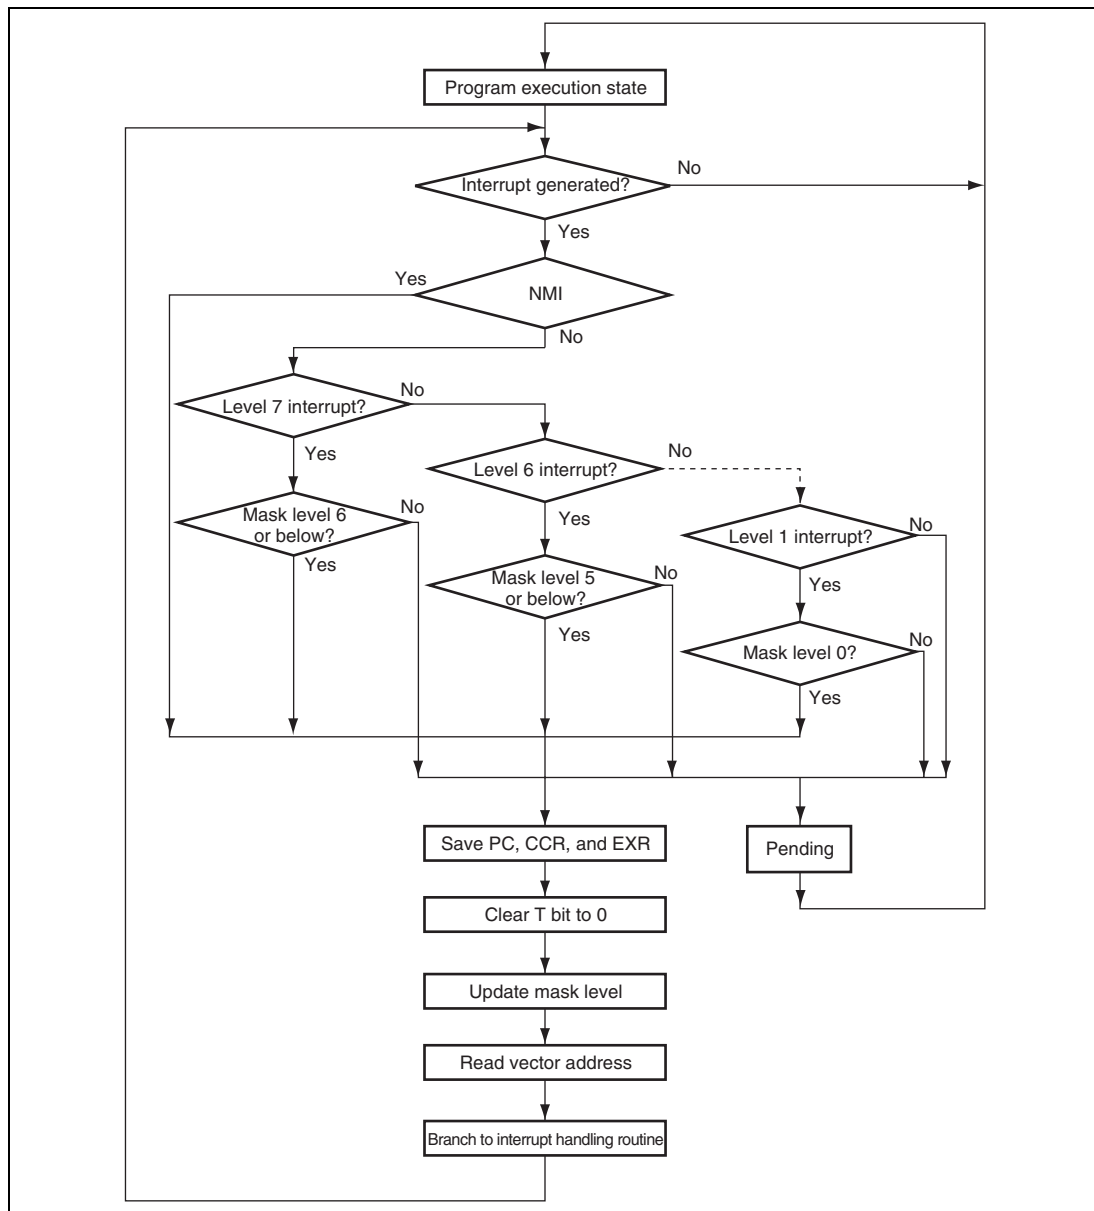 Program execution state
Interrupt generated?
No
Yes
Yes
NMI
No
Level 7 interrupt?
No
Yes
Level 6 interrupt?
No
Mask level 6
or below?
No
Yes
Yes
Level 1 interrupt?
No
Mask level 5
or below?
No
Yes
Yes
Mask level 0?
No
Yes
Save PC, CCR, and EXR
Pending
Clear T bit to 0
Update mask level
Read vector address
Branch to interrupt handling routine